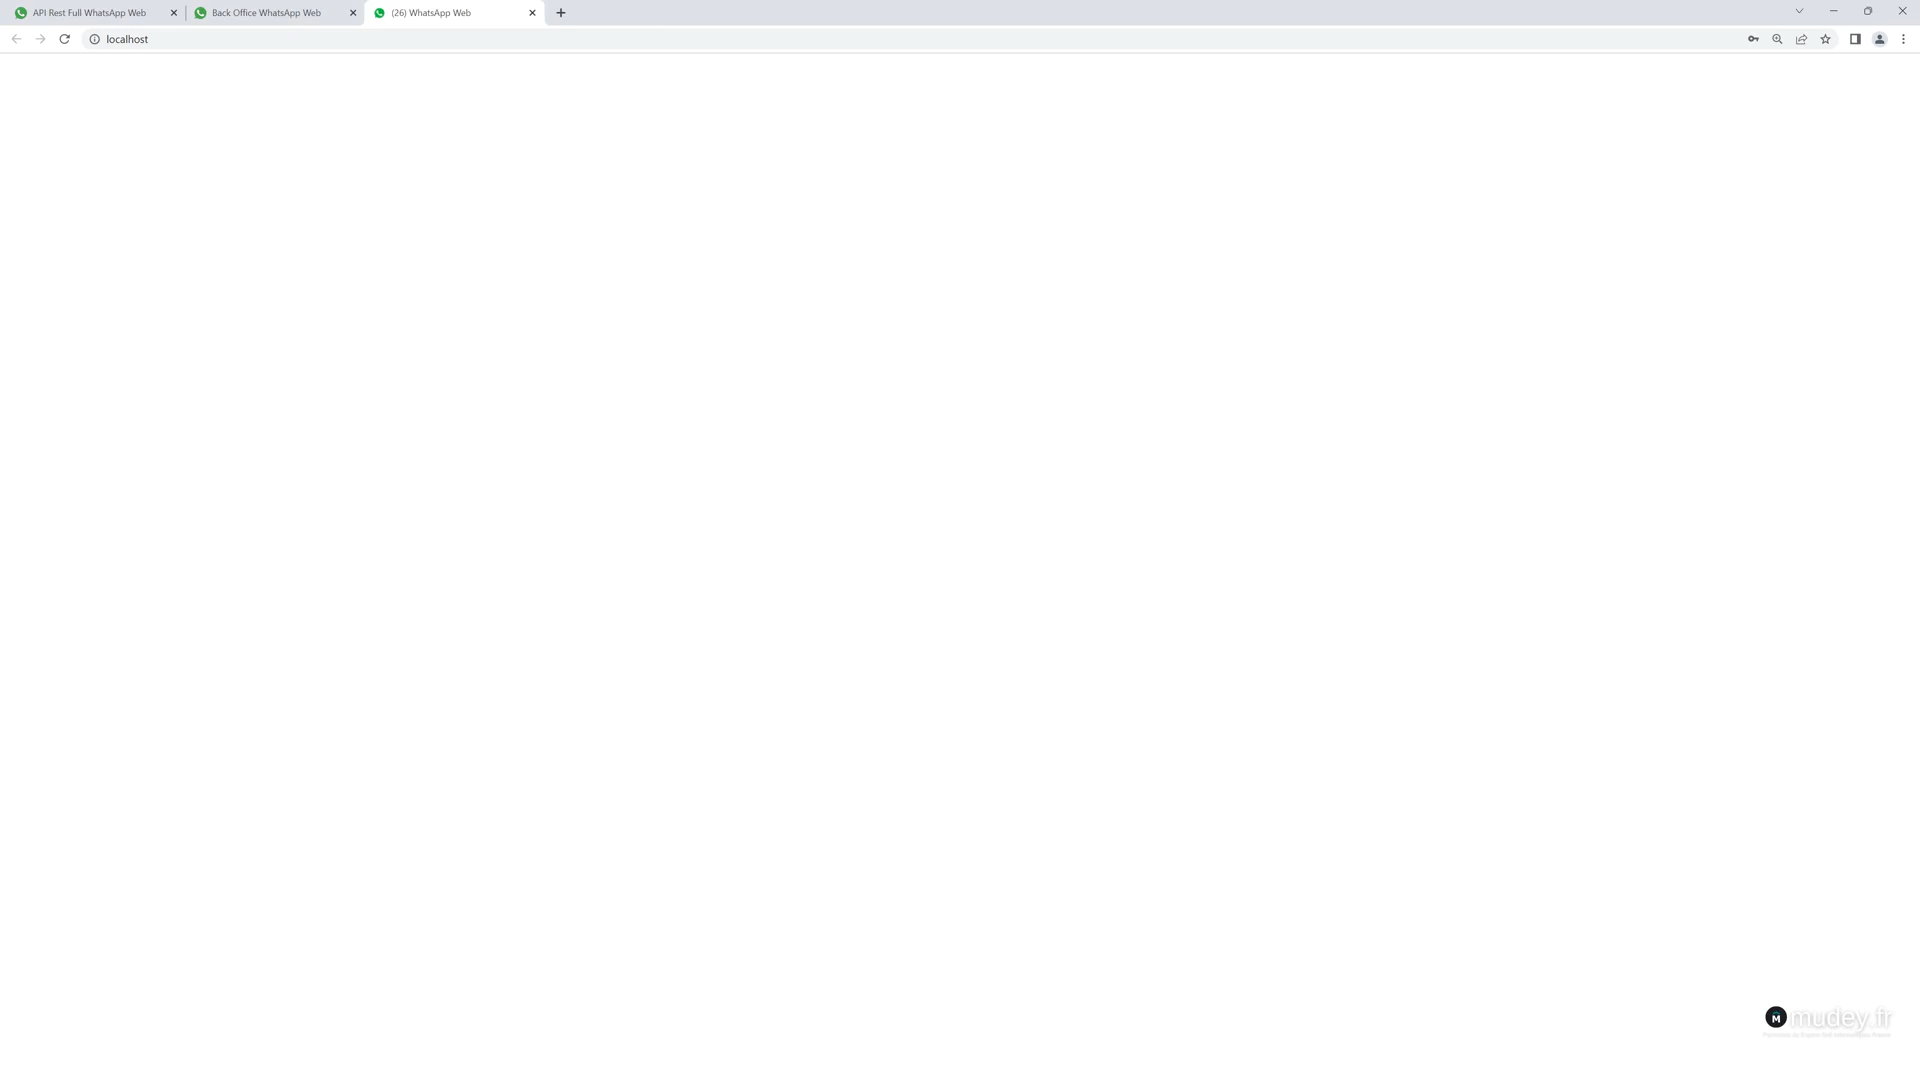 API Rest Full WhatsApp Web
Back Office WhatsApp Web
(26) WhatsApp Web
localhost
M mudey.fr